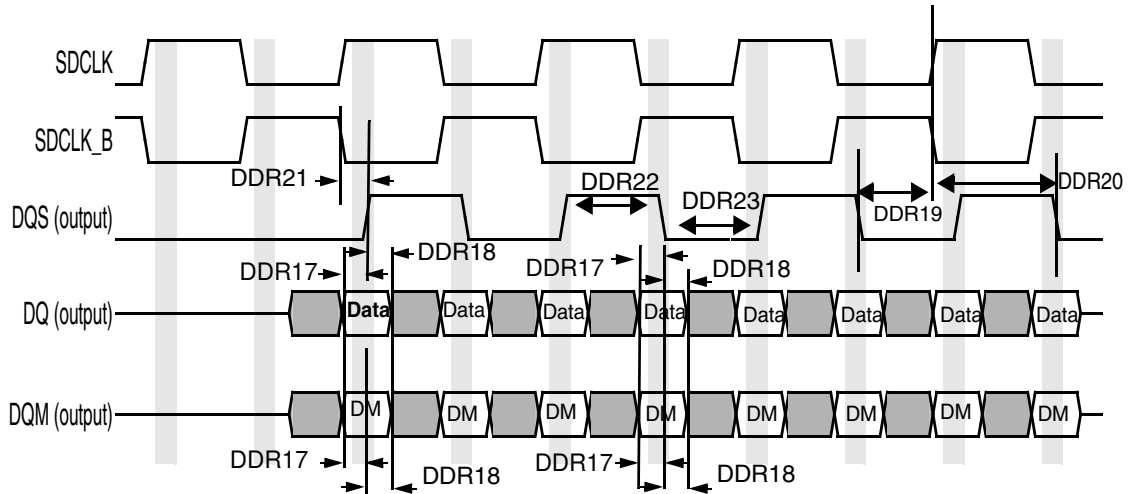 SDCLK
SDCLK_B
DDR21
DDR22
DDR20
DDR23
DDR19
DQS (output)
DDR18
DDR17
DDR17
DDR18
DQ (output)
Data Data Data Data Data Data Data Data
DQM (output)
DM DM DM DM DM DM DM DM
DDR17
DDR18
DDR17
DDR18